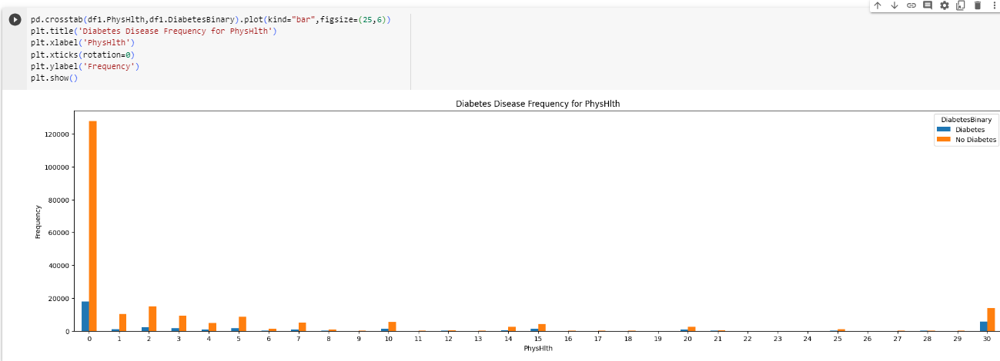 pd.crosstab(df1.PhysHlth,df1.DiabetesBinary).plot(kind="bar",figsize=(25,6))
plt.title('Diabetes Disease Frequency for PhysHlth')
plt.xlabel('PhysHlth')
plt.xticks(rotation=0)
plt.ylabel('Frequency')
plt.show()
Diabetes Disease Frequency for PhysHlth
DiabetesBinary
Diabetes
No Diabetes
120000
100000
80000
60000
40000
20000
0
Frequency
0 1 2 3 4 5 6 7 8 9 10 11 12 13 14 15 16 17 18 19 20 21 22 23 24 25 26 27 28 29 30
PhysHlth